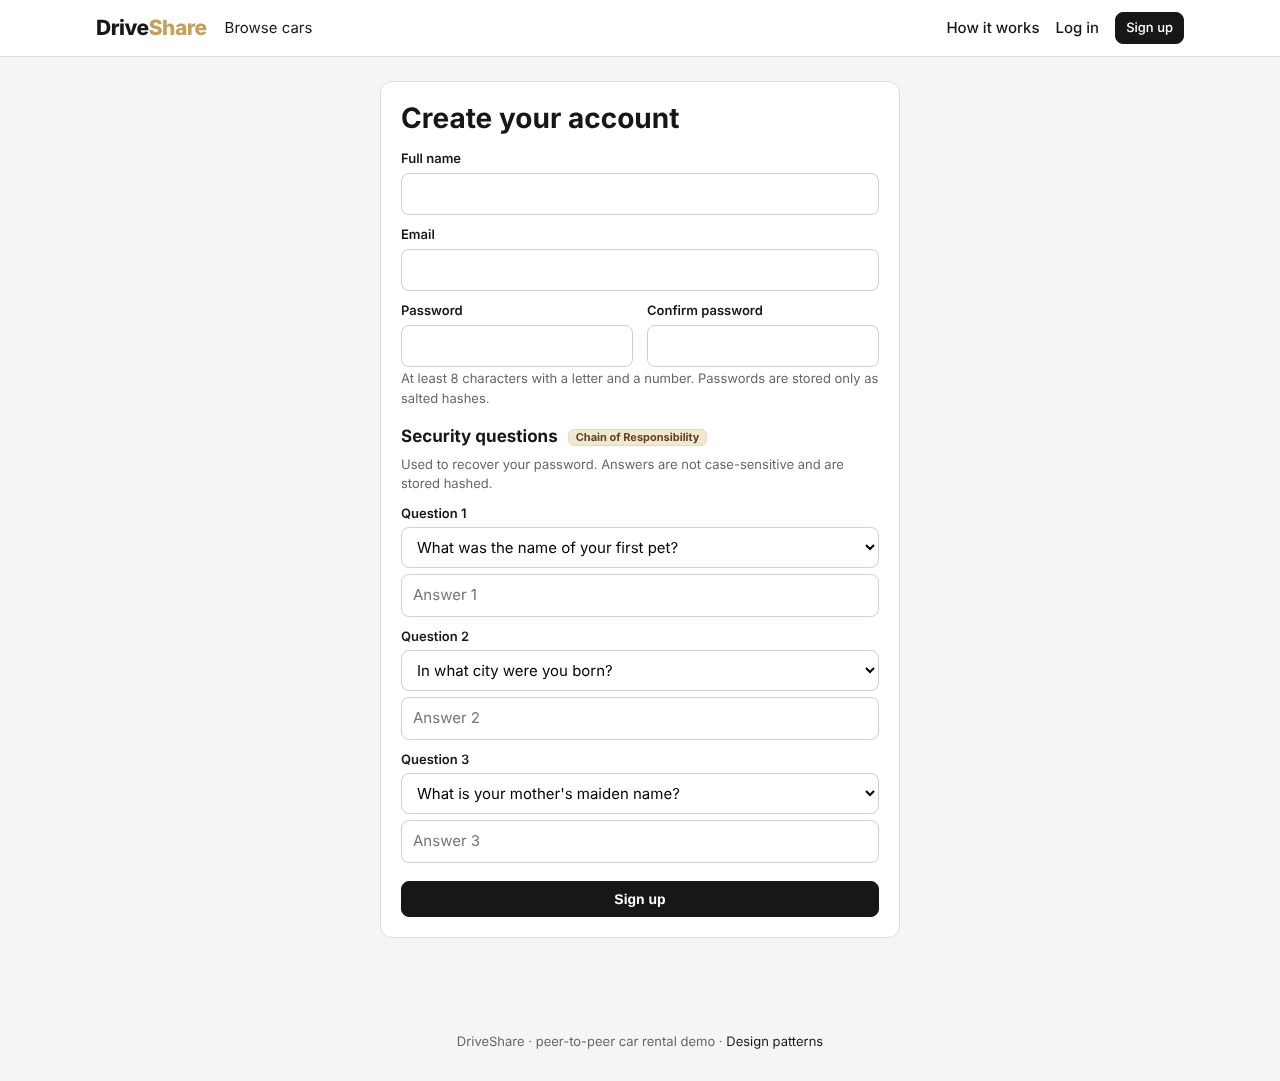 DriveShare Browse cars How it works Log in Sign up
Create your account
Full name
Email
Password Confirm password
At least 8 characters with a letter and a number. Passwords are stored only as
salted hashes.
Security questions Chain of Responsibility
Used to recover your password. Answers are not case-sensitive and are
stored hashed.
Question 1
What was the name of your first pet?
Answer 1
Question 2
In what city were you born?
Answer 2
Question 3
What is your mother's maiden name?
Answer 3
Sign up
DriveShare · peer-to-peer car rental demo · Design patterns